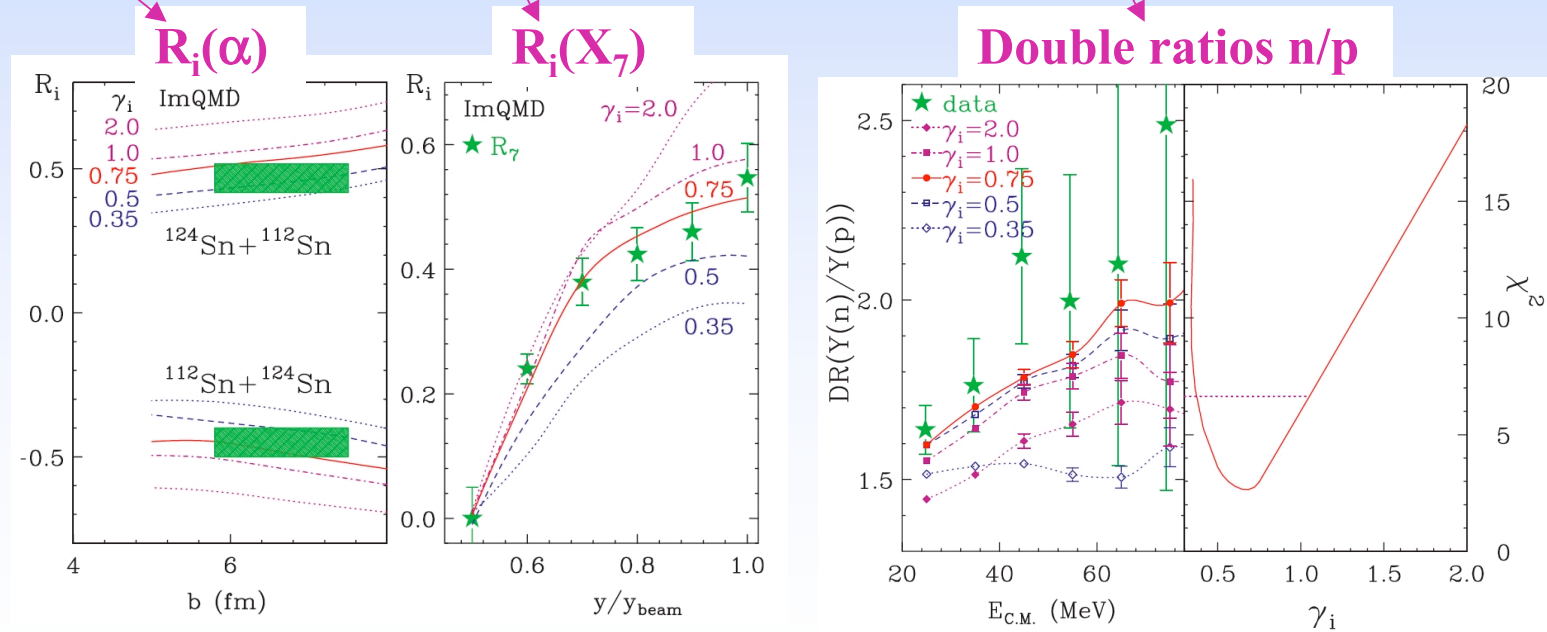 Rᵢ(α)
Rᵢ(X₇)
Double ratios n/p
Rᵢ
γᵢ
ImQMD
2.0
1.0
0.75
0.5
0.35
0.5
0.0
-0.5
¹²⁴Sn+¹¹²Sn
¹¹²Sn+¹²⁴Sn
4
6
b (fm)
Rᵢ
ImQMD
γᵢ=2.0
R₇
1.0
0.75
0.5
0.35
0.6
0.4
0.2
0.0
0.6
0.8
1.0
y/y_beam
DR(Y(n)/Y(p))
2.5
2.0
1.5
data
γᵢ=2.0
γᵢ=1.0
γᵢ=0.75
γᵢ=0.5
γᵢ=0.35
20
40
60
E_C.M. (MeV)
20
15
10
5
0
χ²
0.5
1.0
1.5
2.0
γᵢ